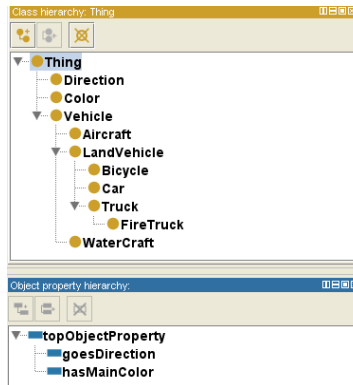 Class hierarchy: Thing
Thing
Direction
Color
Vehicle
Aircraft
LandVehicle
Bicycle
Car
Truck
FireTruck
WaterCraft
Object property hierarchy:
topObjectProperty
goesDirection
hasMainColor